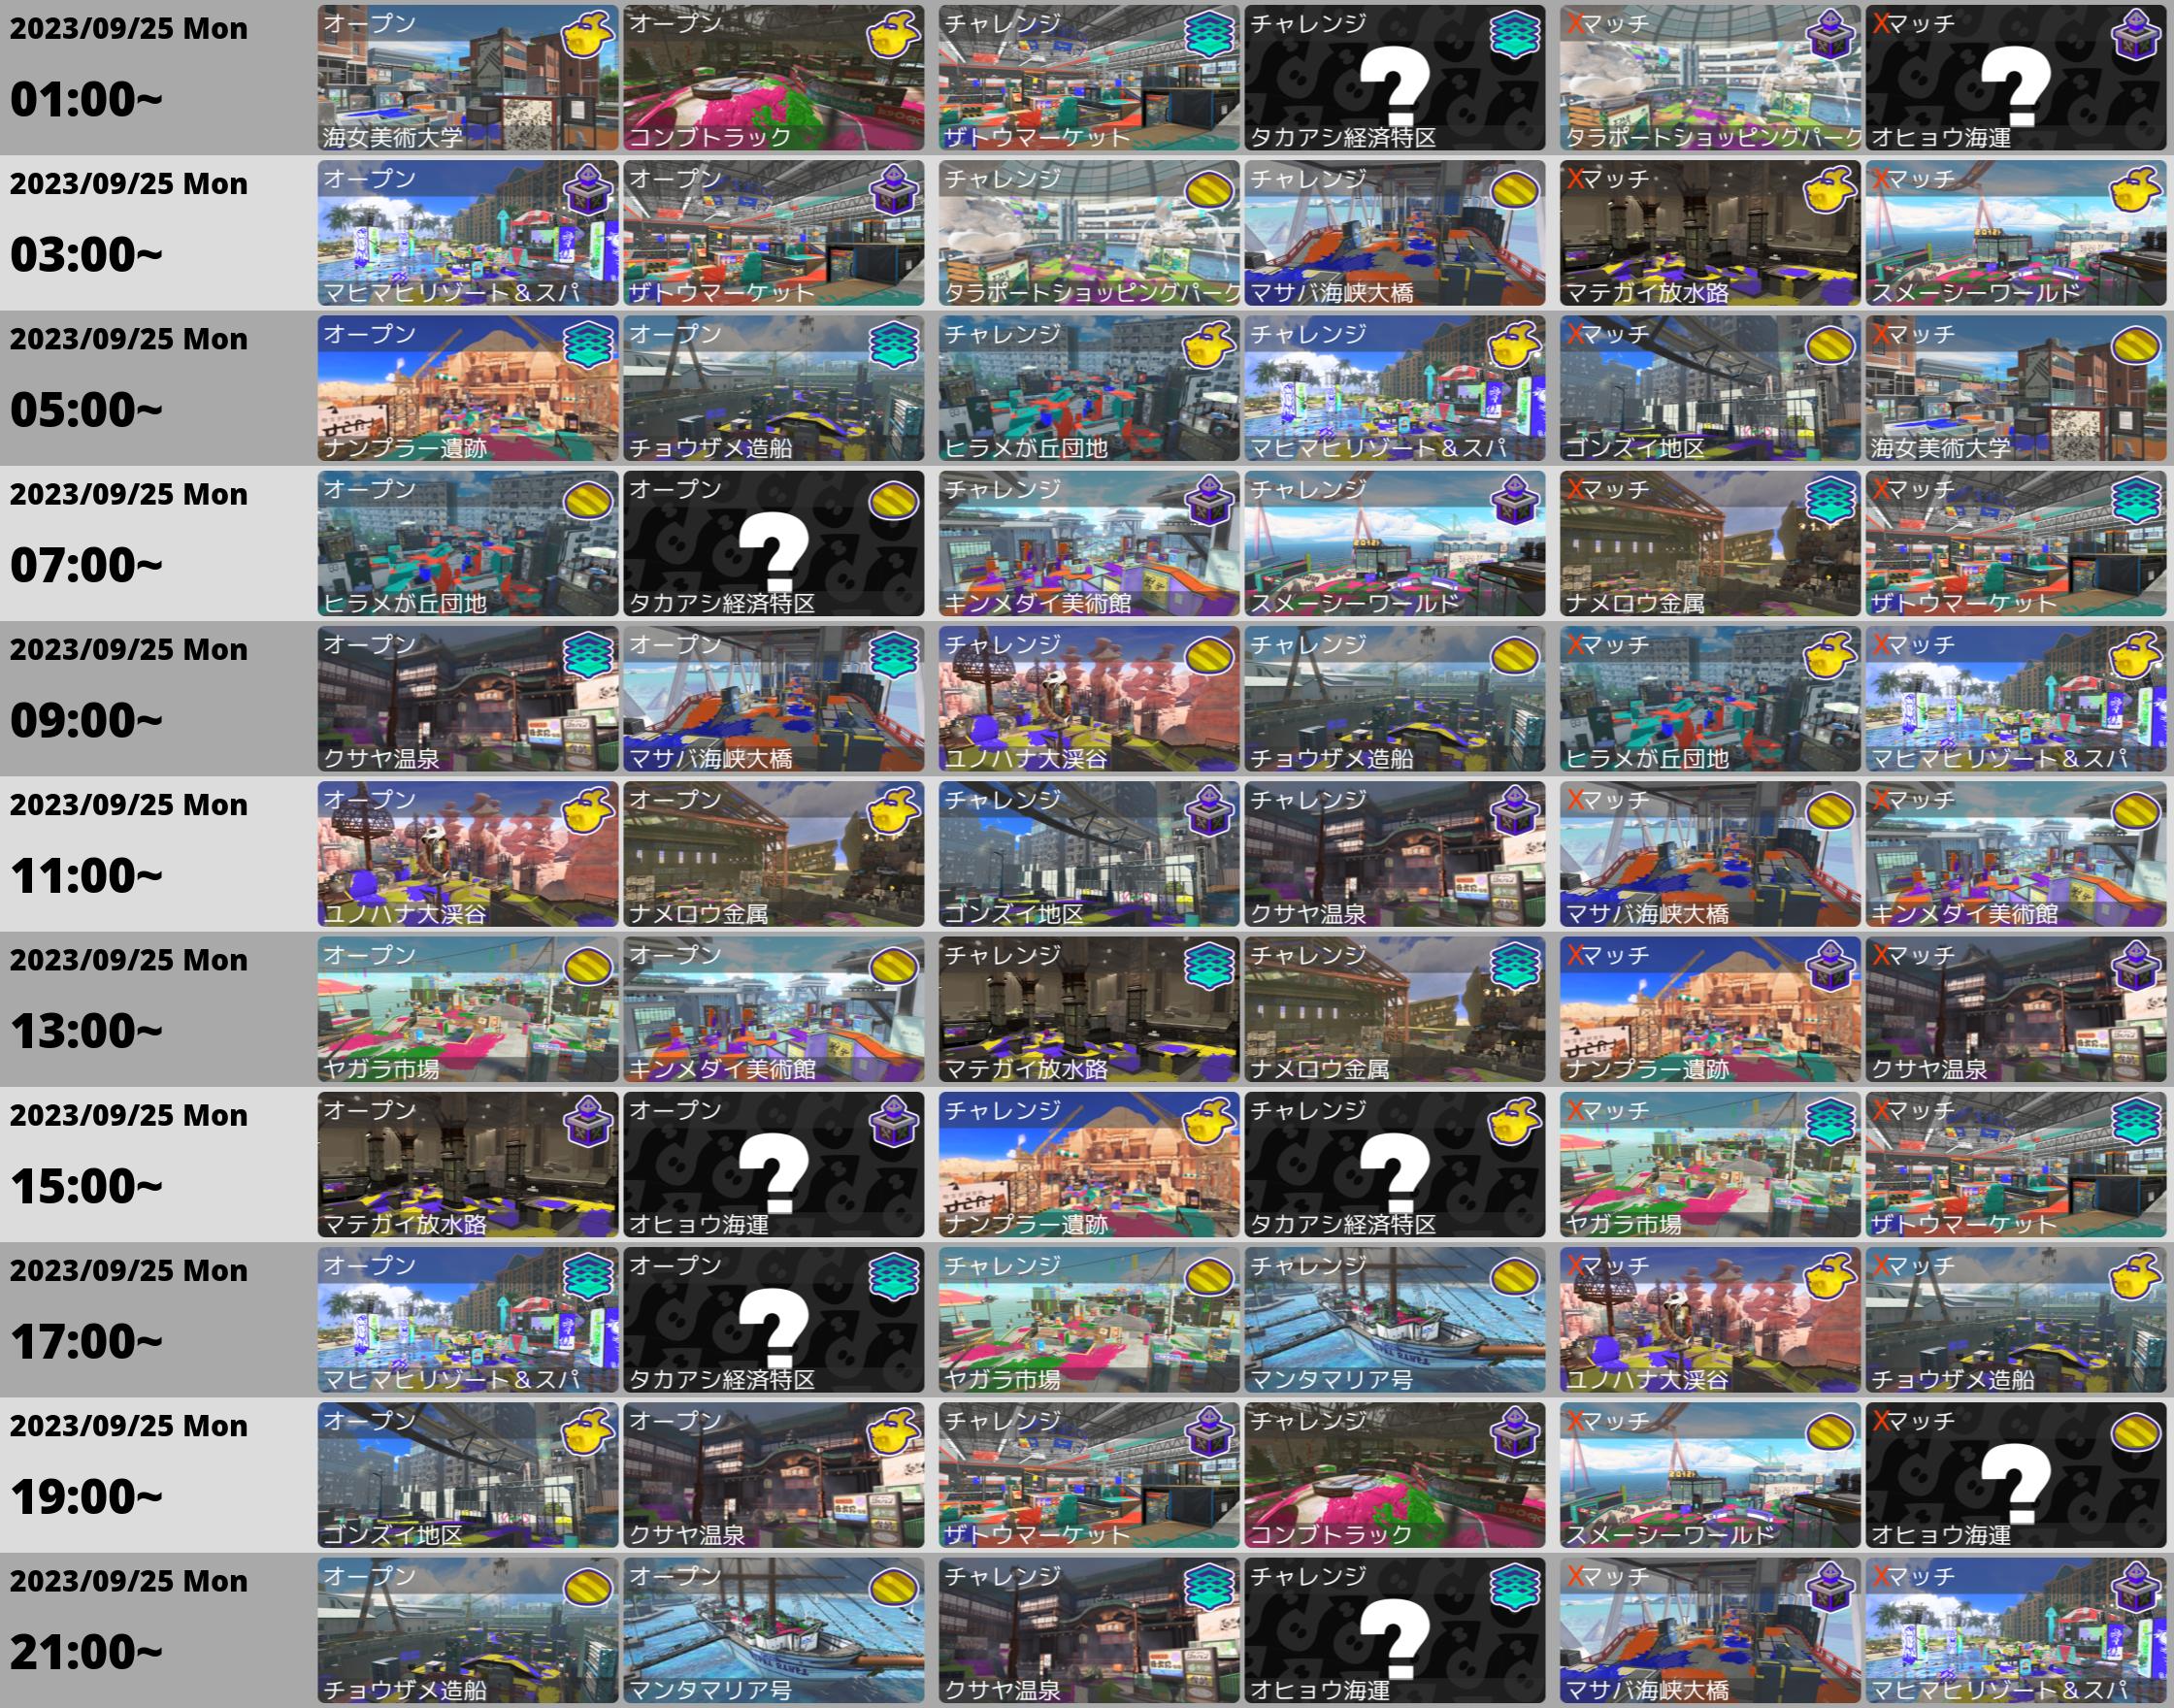 2023/09/25 Mon
01:00~
オープン
海女美術大学
オープン
コンブトラック
チャレンジ
ザトウマーケット
チャレンジ
タカアシ経済特区
Xマッチ
タラポートショッピングパーク
Xマッチ
オヒョウ海運
2023/09/25 Mon
03:00~
オープン
マヒマヒリゾート＆スパ
オープン
ザトウマーケット
チャレンジ
タラポートショッピングパーク
チャレンジ
マサバ海峡大橋
Xマッチ
マテガイ放水路
Xマッチ
スメーシーワールド
2023/09/25 Mon
05:00~
オープン
ナンプラー遺跡
オープン
チョウザメ造船
チャレンジ
ヒラメが丘団地
チャレンジ
マヒマヒリゾート＆スパ
Xマッチ
ゴンズイ地区
Xマッチ
海女美術大学
2023/09/25 Mon
07:00~
オープン
ヒラメが丘団地
オープン
タカアシ経済特区
チャレンジ
キンメダイ美術館
チャレンジ
スメーシーワールド
Xマッチ
ナメロウ金属
Xマッチ
ザトウマーケット
2023/09/25 Mon
09:00~
オープン
クサヤ温泉
オープン
マサバ海峡大橋
チャレンジ
ユノハナ大渓谷
チャレンジ
チョウザメ造船
Xマッチ
ヒラメが丘団地
Xマッチ
マヒマヒリゾート＆スパ
2023/09/25 Mon
11:00~
オープン
ユノハナ大渓谷
オープン
ナメロウ金属
チャレンジ
ゴンズイ地区
チャレンジ
クサヤ温泉
Xマッチ
マサバ海峡大橋
Xマッチ
キンメダイ美術館
2023/09/25 Mon
13:00~
オープン
ヤガラ市場
オープン
キンメダイ美術館
チャレンジ
マテガイ放水路
チャレンジ
ナメロウ金属
Xマッチ
ナンプラー遺跡
Xマッチ
クサヤ温泉
2023/09/25 Mon
15:00~
オープン
マテガイ放水路
オープン
オヒョウ海運
チャレンジ
ナンプラー遺跡
チャレンジ
タカアシ経済特区
Xマッチ
ヤガラ市場
Xマッチ
ザトウマーケット
2023/09/25 Mon
17:00~
オープン
マヒマヒリゾート＆スパ
オープン
タカアシ経済特区
チャレンジ
ヤガラ市場
チャレンジ
マンタマリア号
Xマッチ
ユノハナ大渓谷
Xマッチ
チョウザメ造船
2023/09/25 Mon
19:00~
オープン
ゴンズイ地区
オープン
クサヤ温泉
チャレンジ
ザトウマーケット
チャレンジ
コンブトラック
Xマッチ
スメーシーワールド
Xマッチ
オヒョウ海運
2023/09/25 Mon
21:00~
オープン
チョウザメ造船
オープン
マンタマリア号
チャレンジ
クサヤ温泉
チャレンジ
オヒョウ海運
Xマッチ
マサバ海峡大橋
Xマッチ
マヒマヒリゾート＆スパ